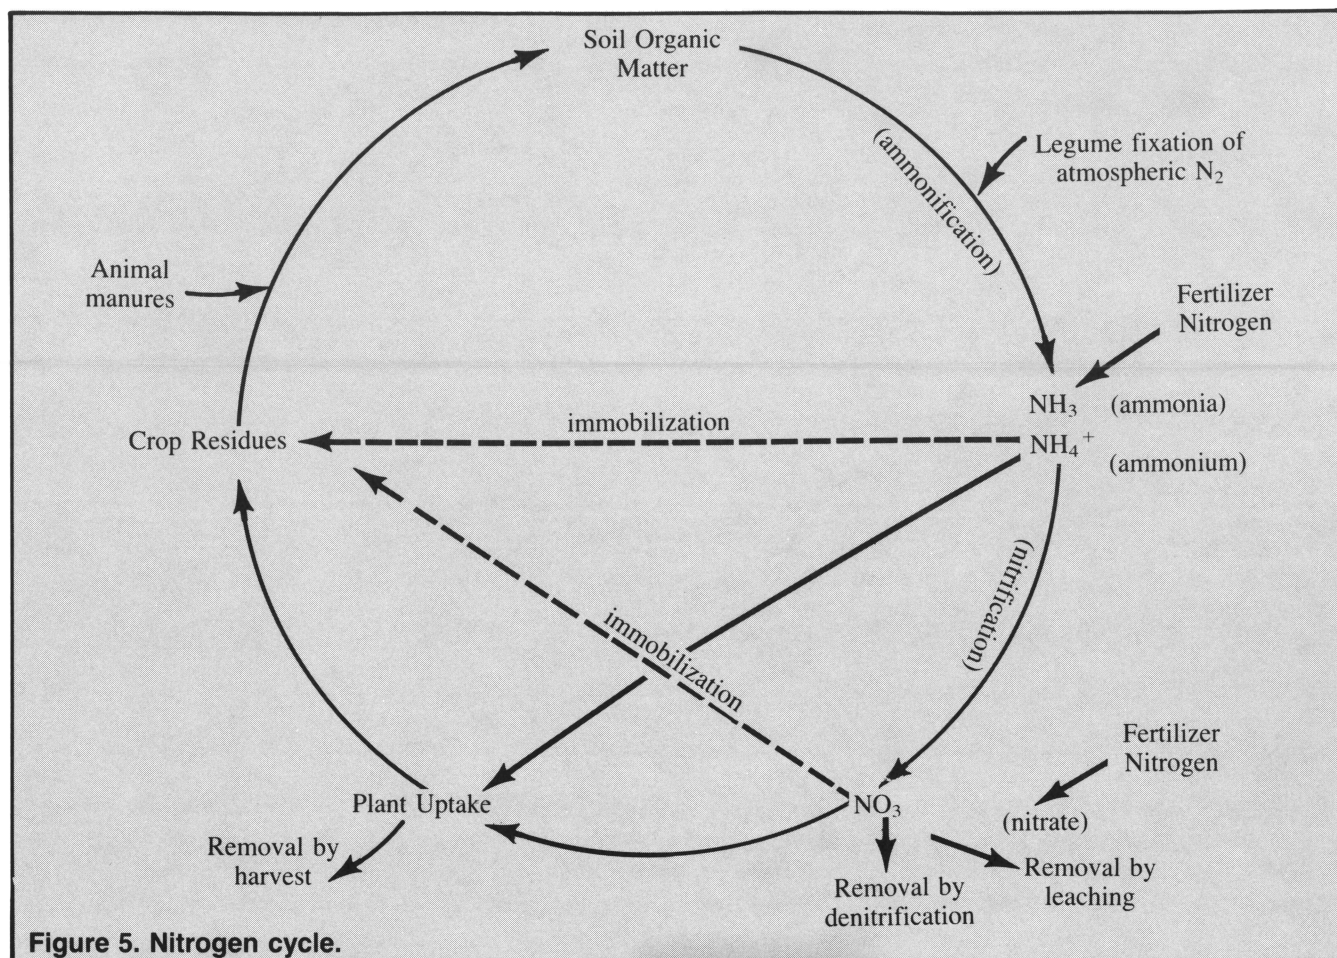 Soil Organic
Matter
(ammonification)
Legume fixation of
atmospheric N₂
Animal
manures
Fertilizer
Nitrogen
NH₃ (ammonia)
immobilization
Crop Residues
NH₄⁺
(ammonium)
(nitrification)
immobilization
Fertilizer
Nitrogen
Plant Uptake
NO₃
(nitrate)
Removal by
harvest
Removal by
leaching
Removal by
denitrification
Figure 5. Nitrogen cycle.